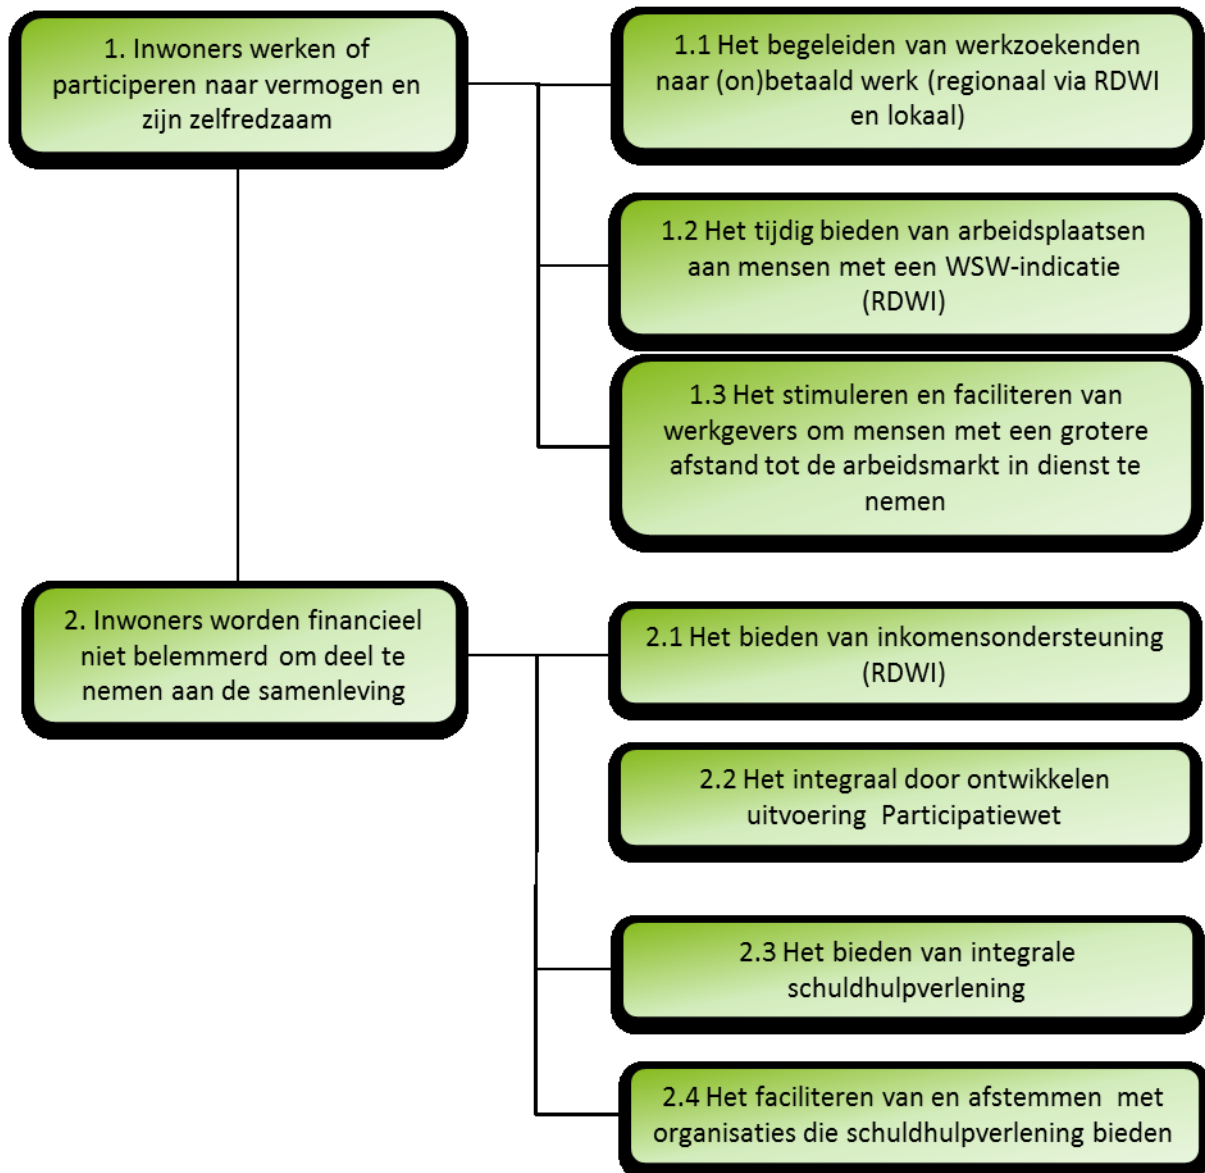 1. Inwoners werken of
participeren naar vermogen en
zijn zelfredzaam
1.1 Het begeleiden van werkzoekenden
naar (on)betaald werk (regionaal via RDWI
en lokaal)
1.2 Het tijdig bieden van arbeidsplaatsen
aan mensen met een WSW-indicatie
(RDWI)
1.3 Het stimuleren en faciliteren van
werkgevers om mensen met een grotere
afstand tot de arbeidsmarkt in dienst te
nemen
2. Inwoners worden financieel
niet belemmerd om deel te
nemen aan de samenleving
2.1 Het bieden van inkomensondersteuning
(RDWI)
2.2 Het integraal door ontwikkelen
uitvoering Participatiewet
2.3 Het bieden van integrale
schuldhulpverlening
2.4 Het faciliteren van en afstemmen met
organisaties die schuldhulpverlening bieden